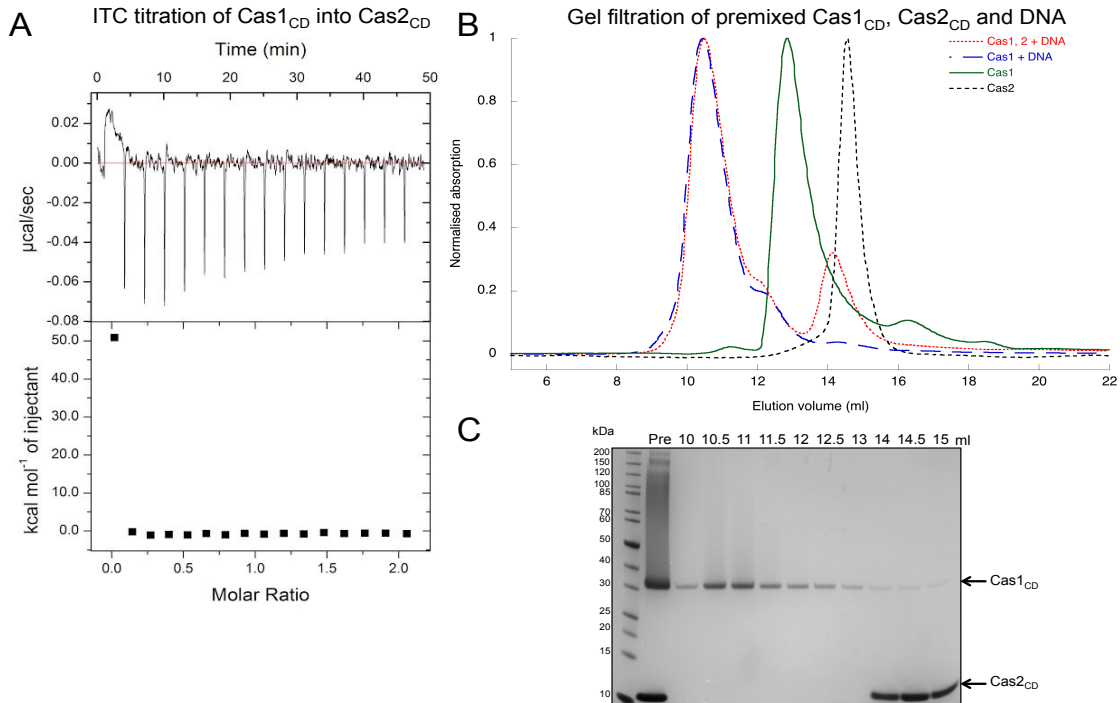 A
ITC titration of Cas1CD into Cas2CD
Time (min)
0 10 20 30 40 50
0.02
0.00
-0.02
-0.04
-0.06
-0.08
µcal/sec
50.0
40.0
30.0
20.0
10.0
0.0
kcal mol-1 of injectant
0.0 0.5 1.0 1.5 2.0
Molar Ratio
B
Gel filtration of premixed Cas1CD, Cas2CD and DNA
Cas1, 2 + DNA
Cas1 + DNA
Cas1
Cas2
1
0.8
0.6
0.4
0.2
0
Normalised absorption
6 8 10 12 14 16 18 20 22
Elution volume (ml)
C
kDa
Pre 10 10.5 11 11.5 12 12.5 13 14 14.5 15 ml
200
150
120
100
85
70
60
50
40
30
25
20
15
10
Cas1CD
Cas2CD